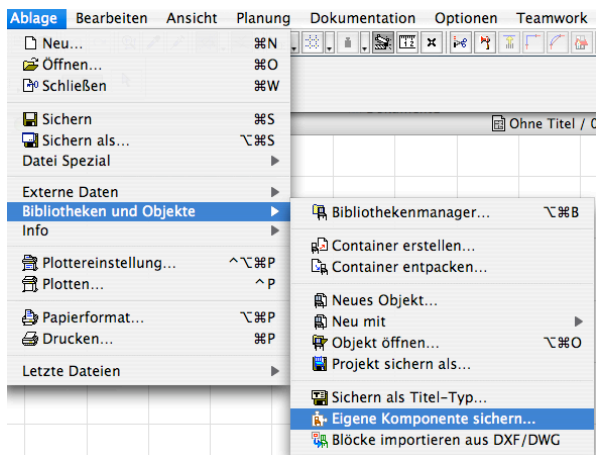 Ablage Bearbeiten Ansicht Planung Dokumentation Optionen Teamwork
Neu... ⌘N
Öffnen... ⌘O
Schließen ⌘W
Sichern ⌘S
Sichern als... ⌥⌘S
Datei Spezial
Externe Daten
Bibliotheken und Objekte
Info
Plottereinstellung... ^⌥⌘P
Plotten... ^P
Papierformat... ⌥⌘P
Drucken... ⌘P
Letzte Dateien
Ohne Titel /
Bibliothekenmanager... ⌥⌘B
Container erstellen...
Container entpacken...
Neues Objekt...
Neu mit
Objekt öffnen... ⌥⌘O
Projekt sichern als...
Sichern als Titel-Typ...
Eigene Komponente sichern...
Blöcke importieren aus DXF/DWG